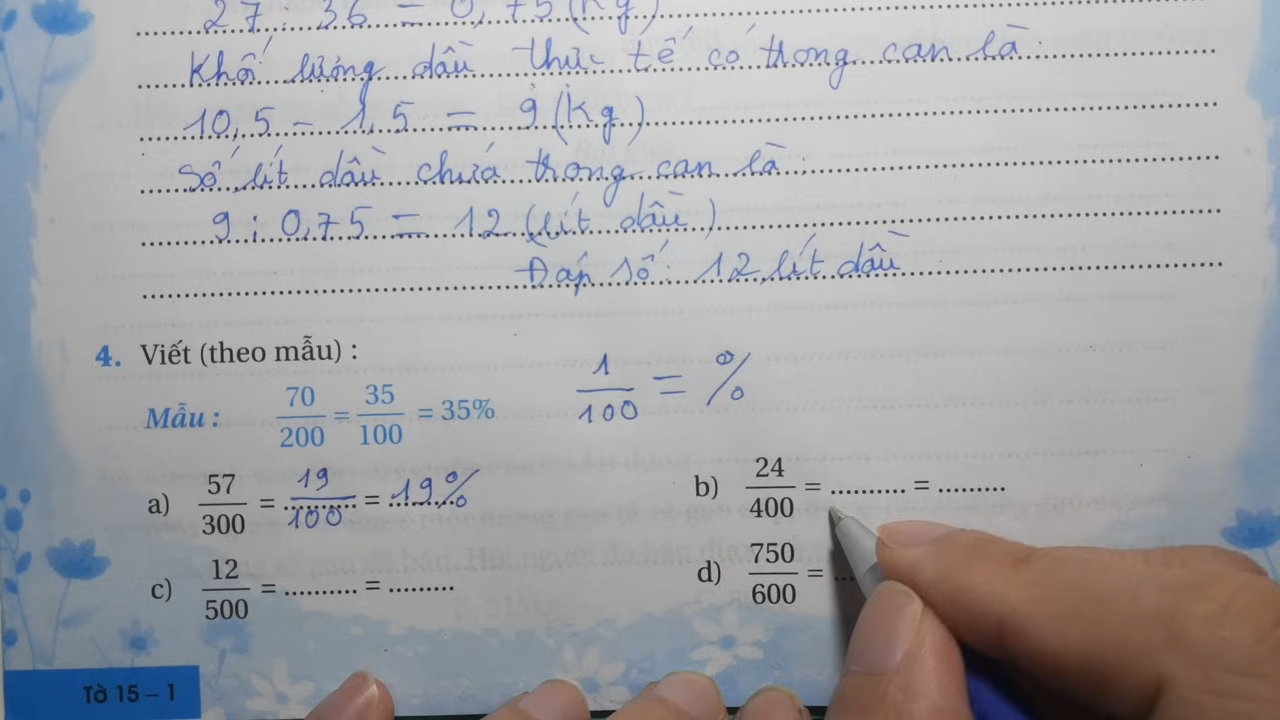 27 : 36 = 0,75 (kg)
Khối lượng dầu thực tế có trong can là
10,5 - 1,5 = 9 (kg)
Số lít dầu chứa trong can là :
9 : 0,75 = 12 (lít dầu)
Đáp số : 12 lít dầu
4. Viết (theo mẫu) :
Mẫu : 70/200 = 35/100 = 35% 1/100 = %
a) 57/300 = 19/100 = 19% b) 24/400 = .......... = ..........
c) 12/500 = .......... = .......... d) 750/600 = ...
Tờ 15 – 1